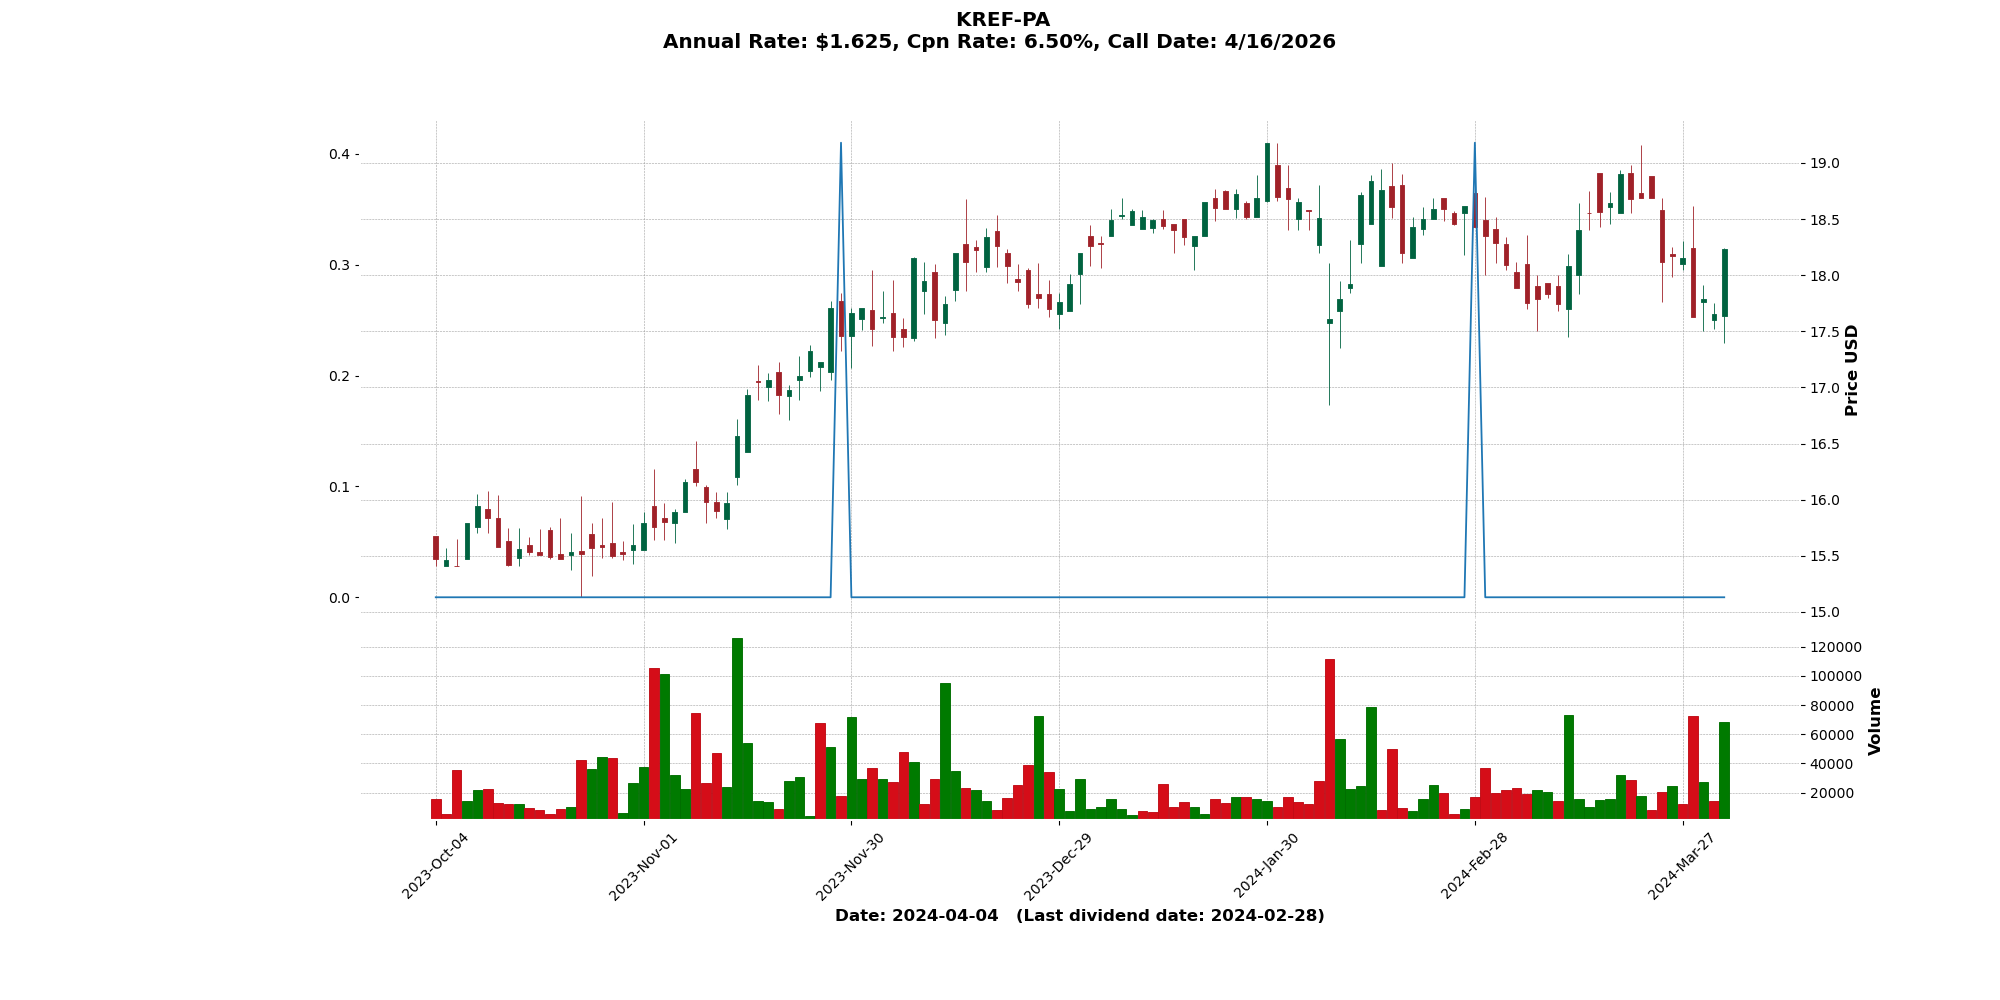 KREF-PA
Annual Rate: $1.625, Cpn Rate: 6.50%, Call Date: 4/16/2026
0.4
0.3
0.2
0.1
0.0
19.0
18.5
18.0
17.5
17.0
16.5
16.0
15.5
15.0
Price USD
120000
100000
80000
60000
40000
20000
Volume
2023-Oct-04
2023-Nov-01
2023-Nov-30
2023-Dec-29
2024-Jan-30
2024-Feb-28
2024-Mar-27
Date: 2024-04-04 (Last dividend date: 2024-02-28)